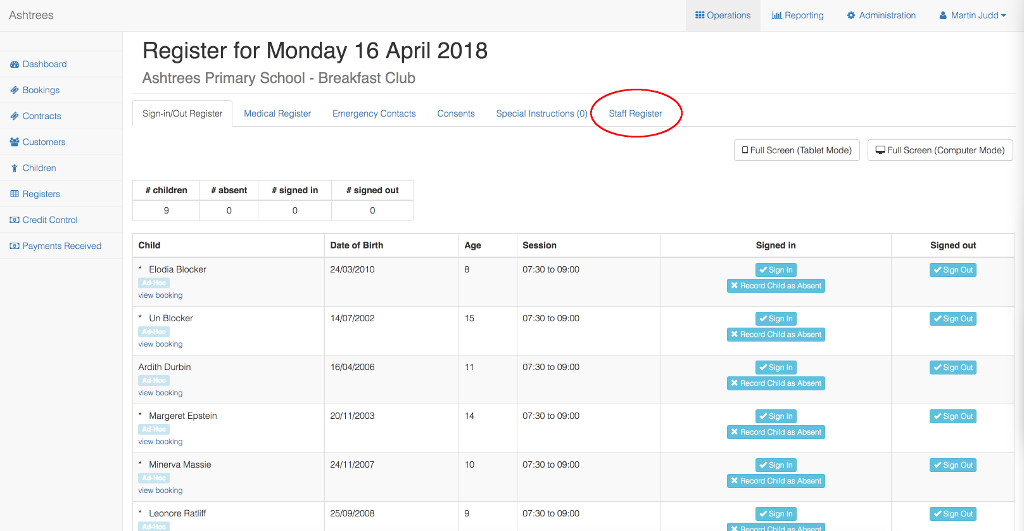 Ashtrees
Operations
Reporting
Administration
Martin Judd
Dashboard
Bookings
Contracts
Customers
Children
Registers
Credit Control
Payments Received
Register for Monday 16 April 2018
Ashtrees Primary School - Breakfast Club
Sign-in/Out Register Medical Register Emergency Contacts Consents Special Instructions (0) Staff Register
Full Screen (Tablet Mode) Full Screen (Computer Mode)
# children # absent # signed in # signed out
9 0 0 0
Child Date of Birth Age Session Signed in Signed out
* Elodia Blocker 24/03/2010 8 07:30 to 09:00 Sign In Sign Out
Ad-Hoc Record Child as Absent
view booking
* Un Blocker 14/07/2002 15 07:30 to 09:00 Sign In Sign Out
Ad-Hoc Record Child as Absent
view booking
Ardith Durbin 16/04/2006 11 07:30 to 09:00 Sign In Sign Out
Ad-Hoc Record Child as Absent
view booking
* Margeret Epstein 20/11/2003 14 07:30 to 09:00 Sign In Sign Out
Ad-Hoc Record Child as Absent
view booking
* Minerva Massie 24/11/2007 10 07:30 to 09:00 Sign In Sign Out
Ad-Hoc Record Child as Absent
view booking
* Leonore Ratliff 25/09/2008 9 07:30 to 09:00 Sign In Sign Out
Ad-Hoc Record Child as Absent